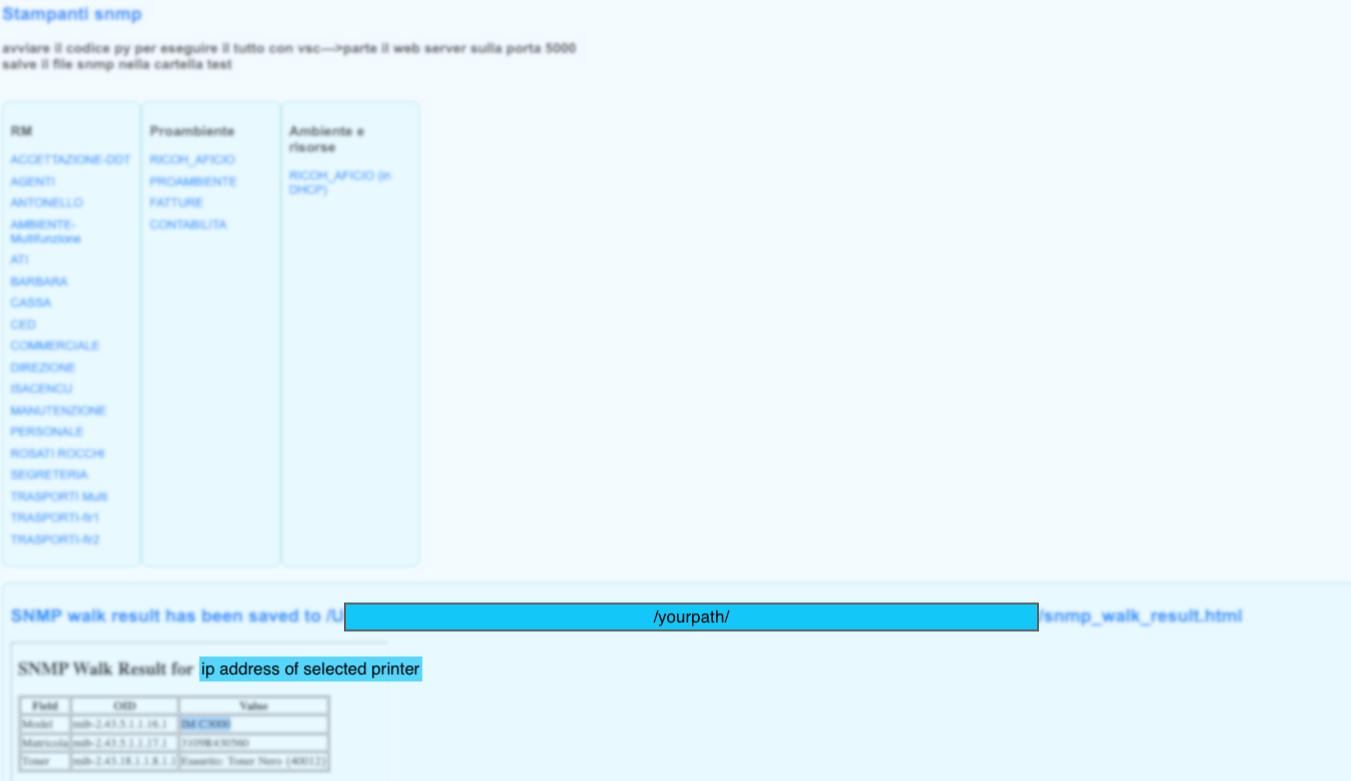 Stampanti snmp
avviare il codice py per eseguire il tutto con vsc--->parte il web server sulla porta 5000
salve il file snmp nella cartella test
RM
ACCETTAZIONE-DDT
AGENTI
ANTONELLO
AMBIENTE-
Multifunzione
ATI
BARBARA
CASSA
CED
COMMERCIALE
DIREZIONE
ISACENCU
MANUTENZIONE
PERSONALE
ROSATI ROCCHI
SEGRETERIA
TRASPORTI Multi
TRASPORTI-fir1
TRASPORTI-fir2
Proambiente
RICOH_AFICIO
PROAMBIENTE
FATTURE
CONTABILITA
Ambiente e
risorse
RICOH_AFICIO (in
DHCP)
SNMP walk result has been saved to /U /yourpath/ /snmp_walk_result.html
SNMP Walk Result for ip address of selected printer
Field OID Value
Model mib-2.43.5.1.1.16.1 IM C3000
Matricola mib-2.43.5.1.1.17.1 3109R430560
Toner mib-2.43.18.1.1.8.1.1 Esaurito: Toner Nero {40012}